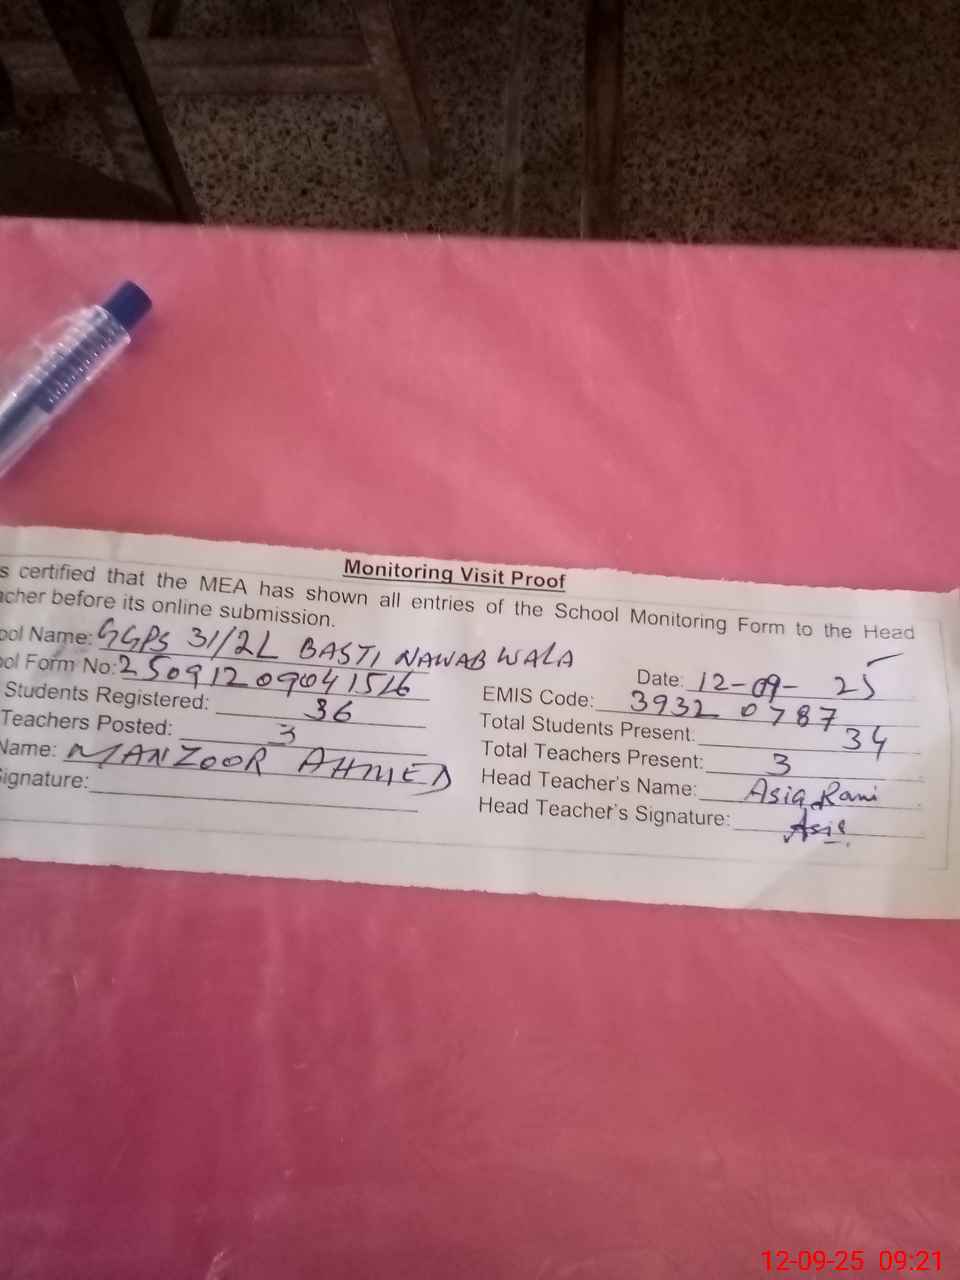 Monitoring Visit Proof
s certified that the MEA has shown all entries of the School Monitoring Form to the Head
acher before its online submission.
ool Name: GGPS 31/2L BASTI NAWAB WALA
Date: 12-09-25
ool Form No: 25091209041516
EMIS Code: 3932 0787
Students Registered: 36
Total Students Present: 34
Teachers Posted: 3
Total Teachers Present: 3
Name: MANZOOR AHMED
Head Teacher's Name: Asia Rani
ignature:
Head Teacher's Signature: Asia
12-09-25 09:21